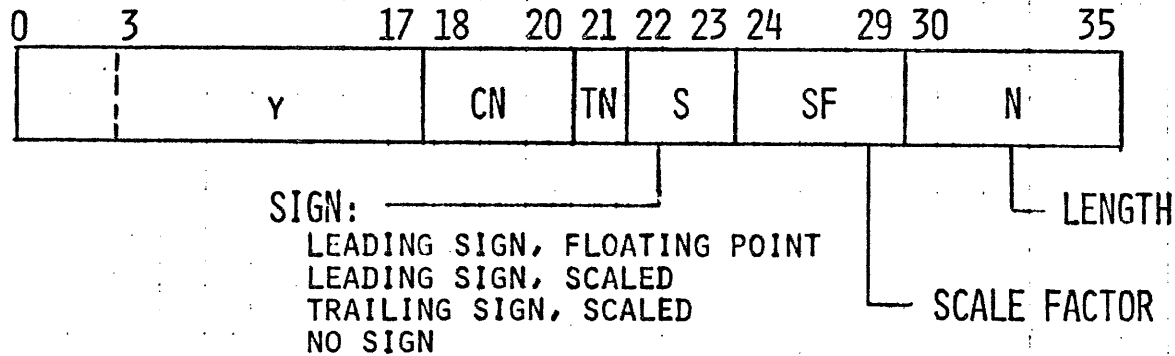 0 3 17 18 20 21 22 23 24 29 30 35
Y CN TN S SF N
SIGN:
LENGTH
LEADING SIGN, FLOATING POINT
LEADING SIGN, SCALED
TRAILING SIGN, SCALED
SCALE FACTOR
NO SIGN